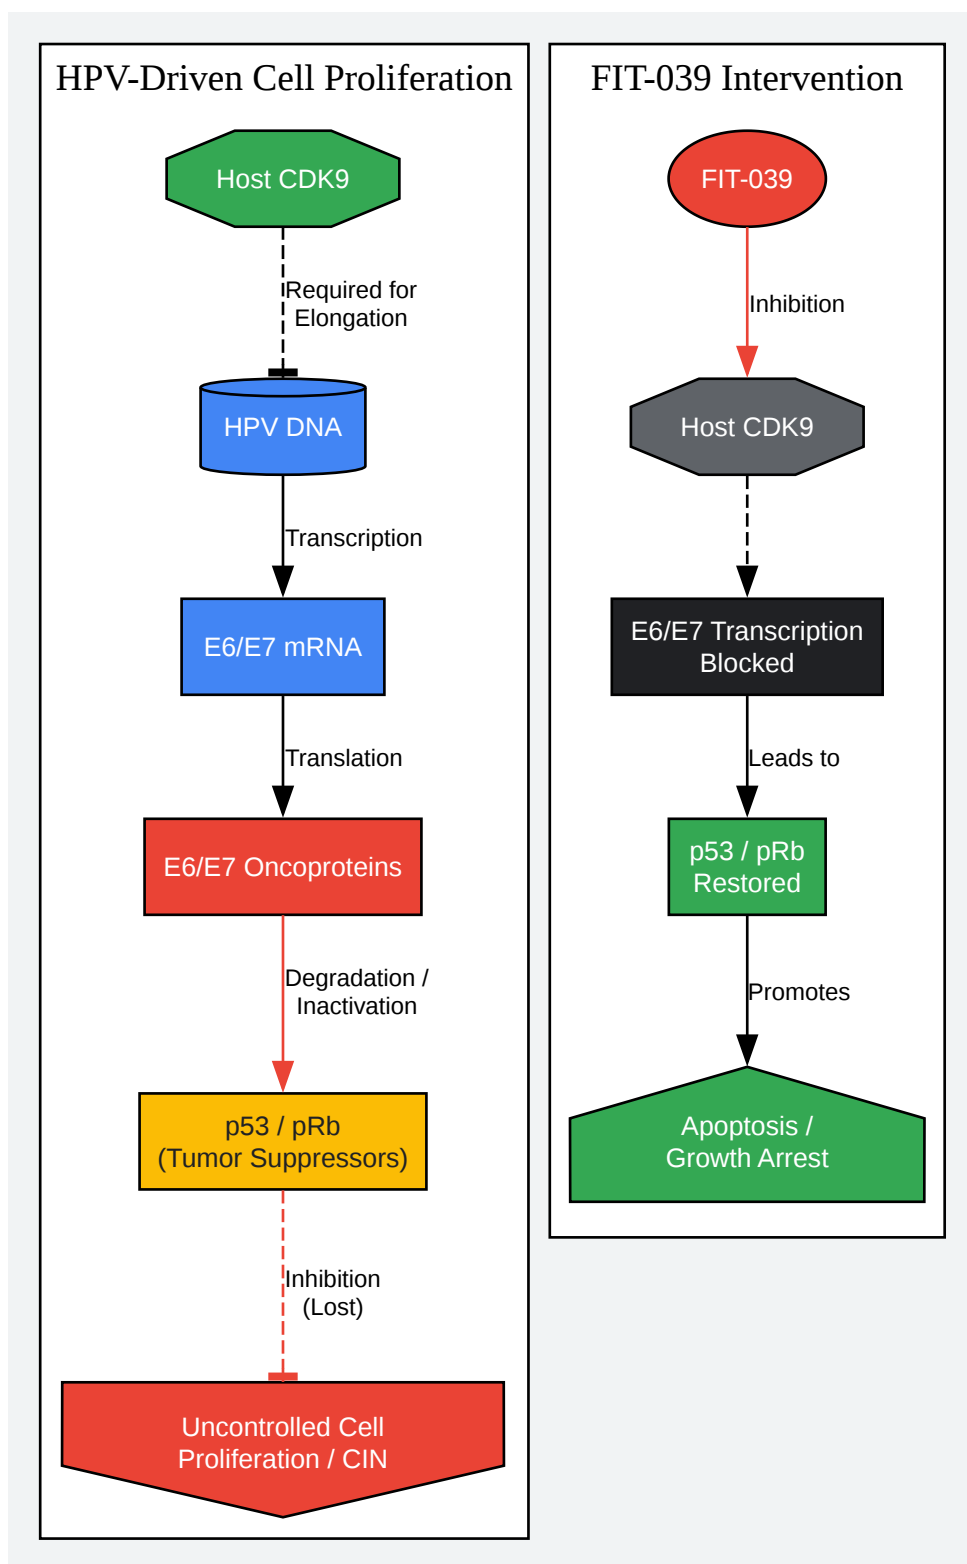 HPV-Driven Cell Proliferation
Host CDK9
Required for
Elongation
HPV DNA
Transcription
E6/E7 mRNA
Translation
E6/E7 Oncoproteins
Degradation /
Inactivation
p53 / pRb
(Tumor Suppressors)
Inhibition
(Lost)
Uncontrolled Cell
Proliferation / CIN
FIT-039 Intervention
FIT-039
Inhibition
Host CDK9
E6/E7 Transcription
Blocked
Leads to
p53 / pRb
Restored
Promotes
Apoptosis /
Growth Arrest